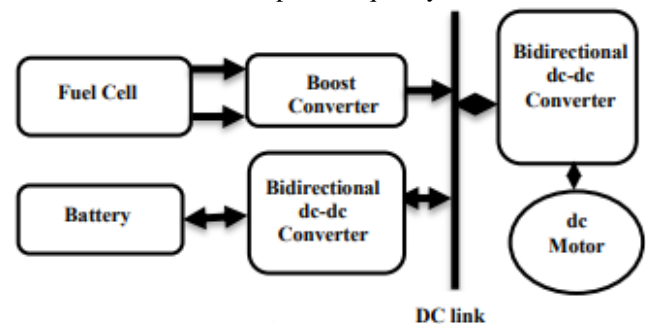 Fuel Cell
Boost
Converter
Bidirectional
dc-dc
Converter
Battery
Bidirectional
dc-dc
Converter
dc
Motor
DC link